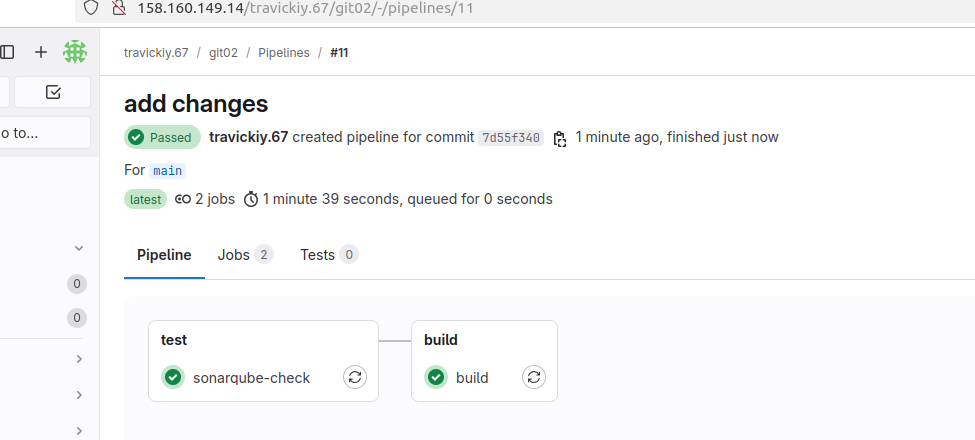 158.160.149.14/travickiy.67/git02/-/pipelines/11
travickiy.67 / git02 / Pipelines / #11
add changes
o to...
Passed travickiy.67 created pipeline for commit 7d55f340 1 minute ago, finished just now
For main
latest 2 jobs 1 minute 39 seconds, queued for 0 seconds
Pipeline Jobs 2 Tests 0
0
0
test
sonarqube-check
build
build